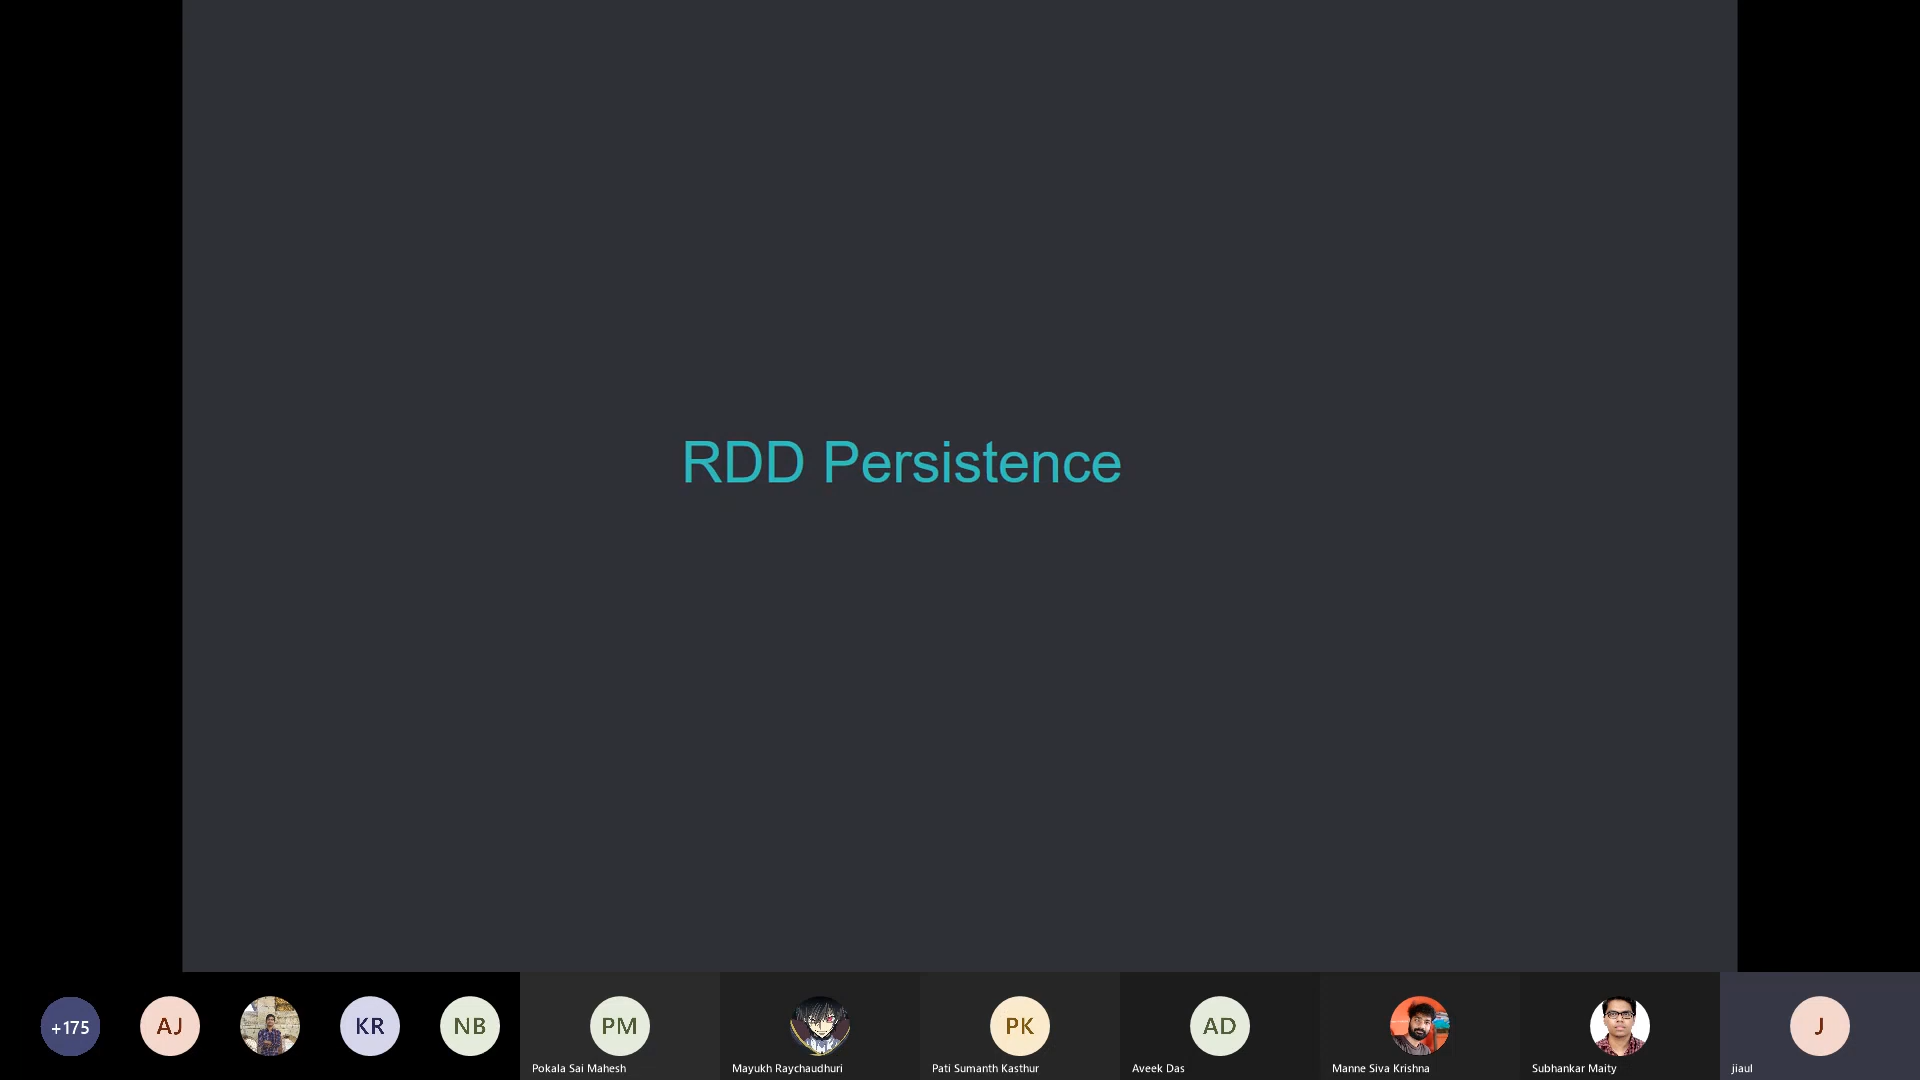 RDD Persistence
+175
AJ
KR
NB
PM
PK
AD
J
Pokala Sai Mahesh
Mayukh Raychaudhuri
Pati Sumanth Kasthur
Aveek Das
Manne Siva Krishna
Subhankar Maity
jiaul